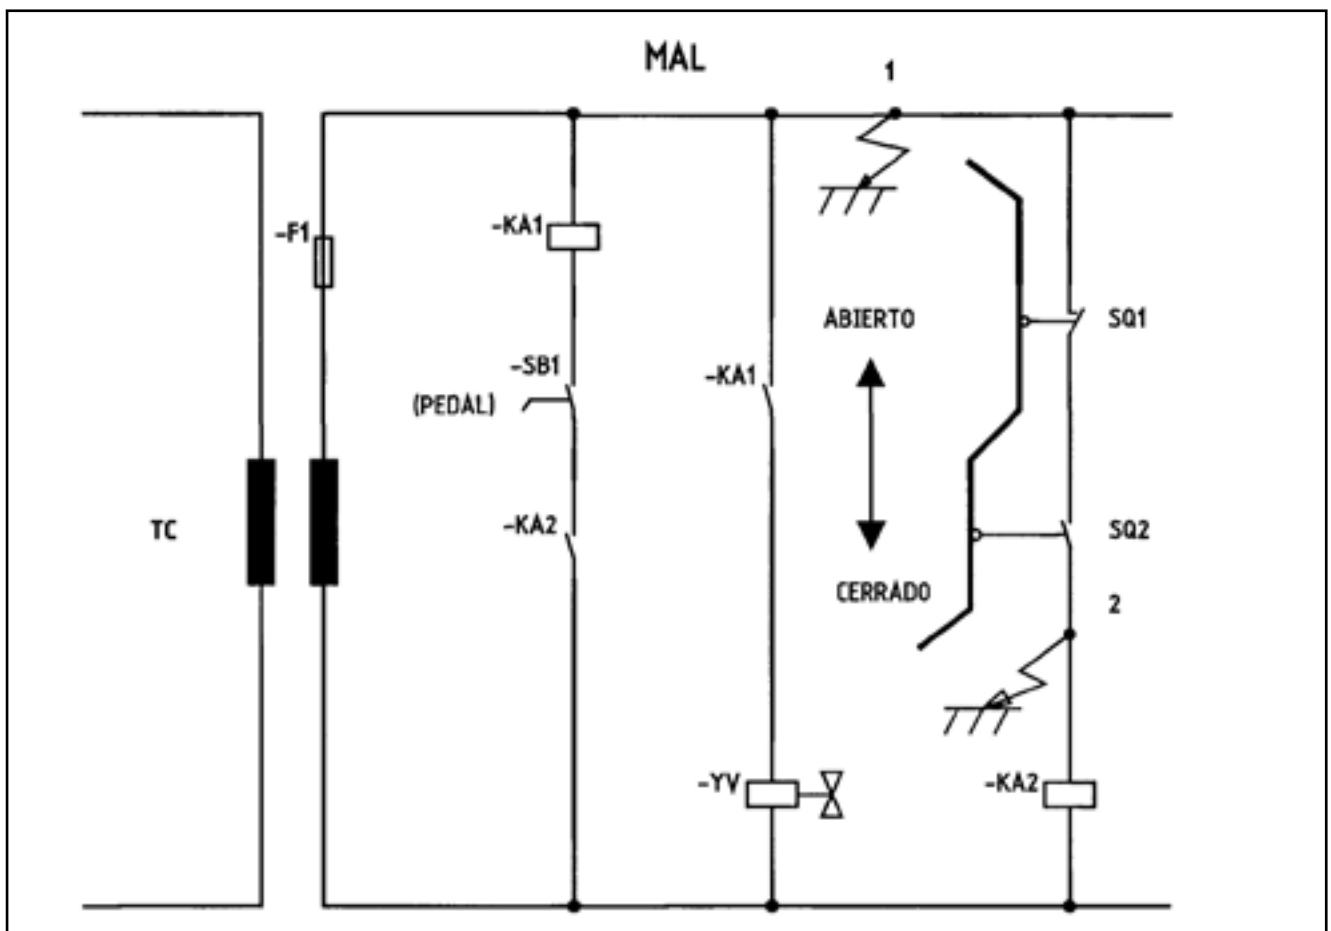 MAL
1
-F1
-KA1
ABIERTO
SQ1
-SB1
-KA1
(PEDAL)
TC
-KA2
SQ2
CERRADO
2
-YV
-KA2